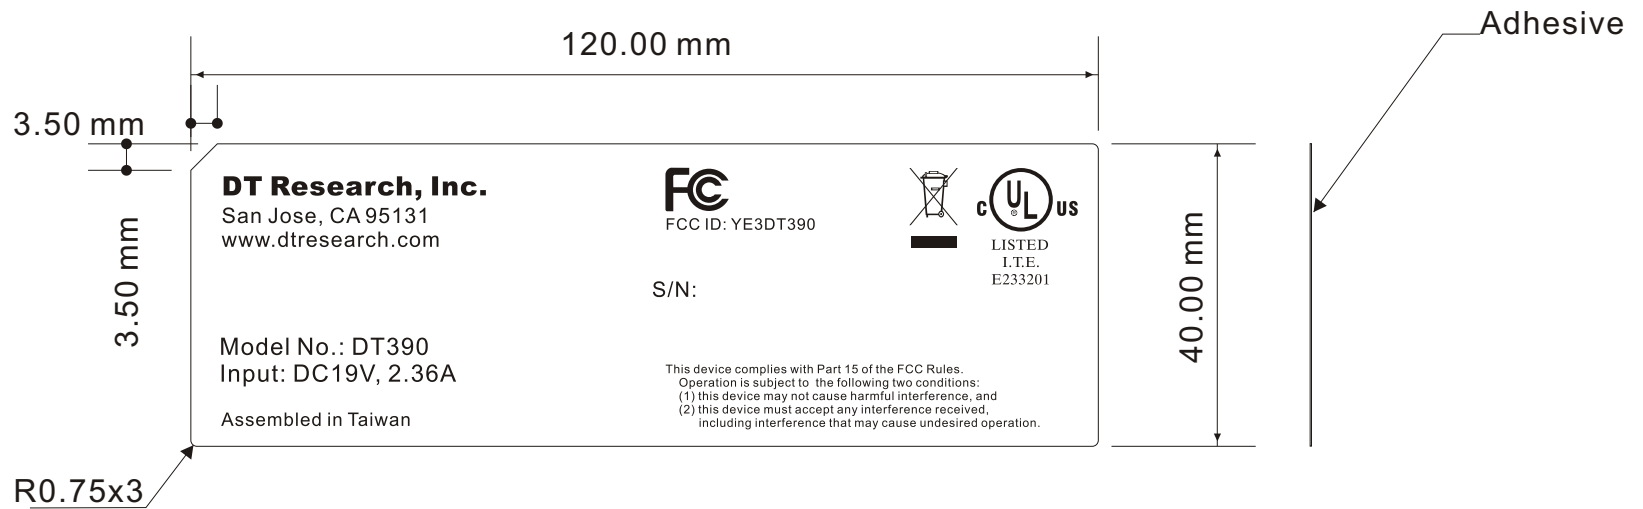 Adhesive
120.00 mm
3.50 mm
3.50 mm
DT Research, Inc.
San Jose, CA 95131
www.dtresearch.com
FC
FCC ID: YE3DT390
C UL ® US
LISTED
I.T.E.
E233201
S/N:
40.00 mm
Model No.: DT390
Input: DC19V, 2.36A
Assembled in Taiwan
This device complies with Part 15 of the FCC Rules.
Operation is subject to the following two conditions:
(1) this device may not cause harmful interference, and
(2) this device must accept any interference received,
including interference that may cause undesired operation.
R0.75x3